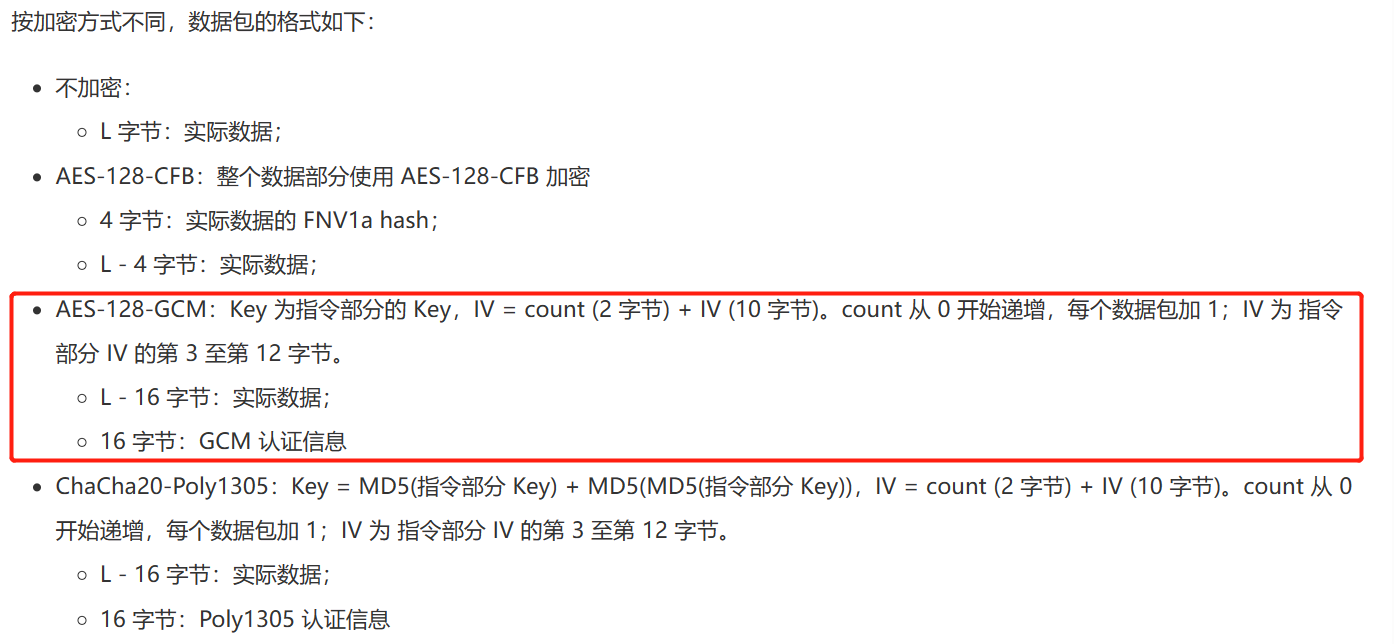 按加密方式不同，数据包的格式如下：
不加密：
L 字节：实际数据；
AES-128-CFB：整个数据部分使用 AES-128-CFB 加密
4 字节：实际数据的 FNV1a hash；
L - 4 字节：实际数据；
AES-128-GCM：Key 为指令部分的 Key，IV = count (2 字节) + IV (10 字节)。count 从 0 开始递增，每个数据包加 1；IV 为 指令
部分 IV 的第 3 至第 12 字节。
L - 16 字节：实际数据；
16 字节：GCM 认证信息
ChaCha20-Poly1305：Key = MD5(指令部分 Key) + MD5(MD5(指令部分 Key))，IV = count (2 字节) + IV (10 字节)。count 从 0
开始递增，每个数据包加 1；IV 为 指令部分 IV 的第 3 至第 12 字节。
L - 16 字节：实际数据；
16 字节：Poly1305 认证信息